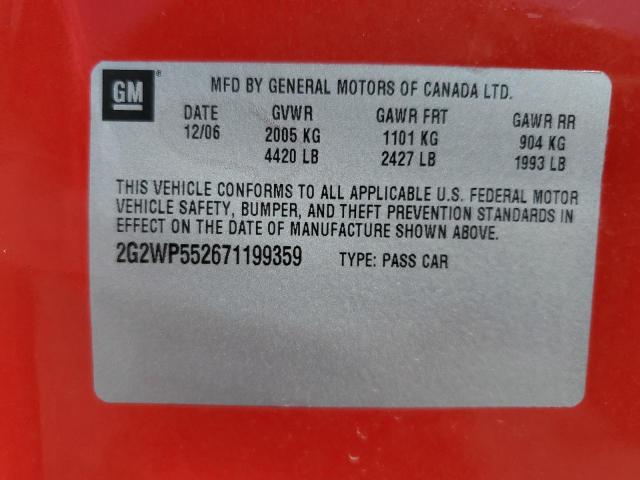 GM® MFD BY GENERAL MOTORS OF CANADA LTD.
DATE GVWR GAWR FRT GAWR RR
12/06 2005 KG 1101 KG 904 KG
4420 LB 2427 LB 1993 LB
THIS VEHICLE CONFORMS TO ALL APPLICABLE U.S. FEDERAL MOTOR
VEHICLE SAFETY, BUMPER, AND THEFT PREVENTION STANDARDS IN
EFFECT ON THE DATE OF MANUFACTURE SHOWN ABOVE.
2G2WP552671199359 TYPE: PASS CAR